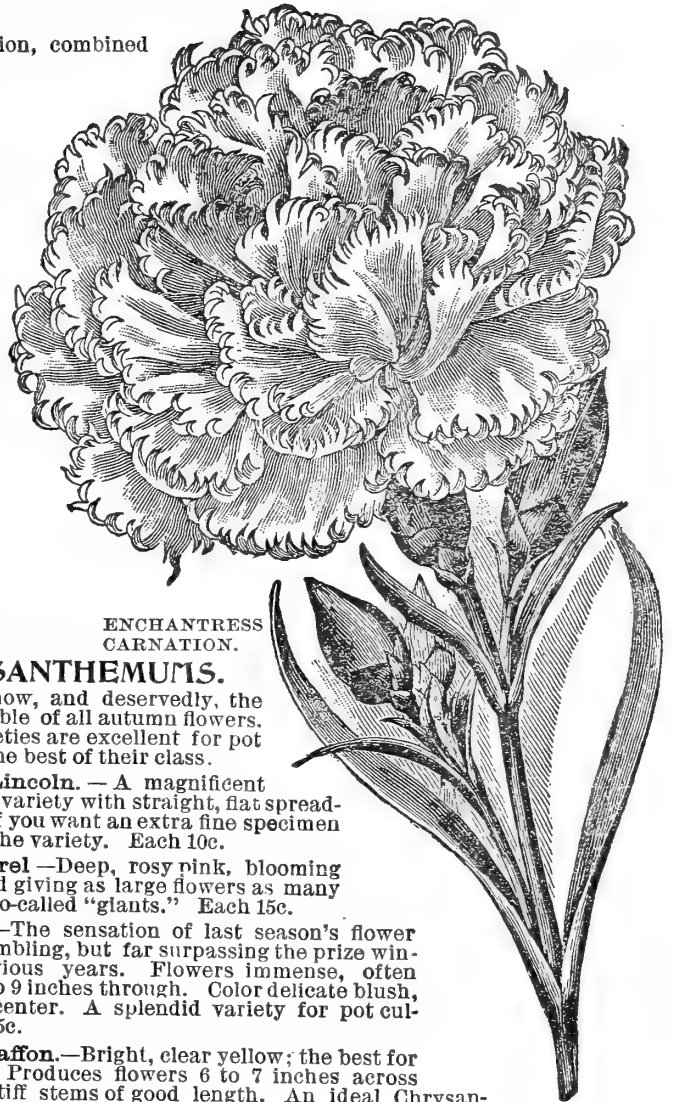 ion, combined
ENCHANTRESS
CARNATION.
SANTHEMUMS.
now, and deservedly, the
ble of all autumn flowers.
eties are excellent for pot
he best of their class.
Lincoln. — A magnificent
variety with straight, flat spread-
f you want an extra fine specimen
he variety. Each 10c.
rel —Deep, rosy pink, blooming
d giving as large flowers as many
o-called "giants." Each 15c.
—The sensation of last season's flower
mbling, but far surpassing the prize win-
ious years. Flowers immense, often
o 9 inches through. Color delicate blush,
center. A splendid variety for pot cul-
5c.
affon.—Bright, clear yellow; the best for
Produces flowers 6 to 7 inches across
tiff stems of good length. An ideal Chrysan-